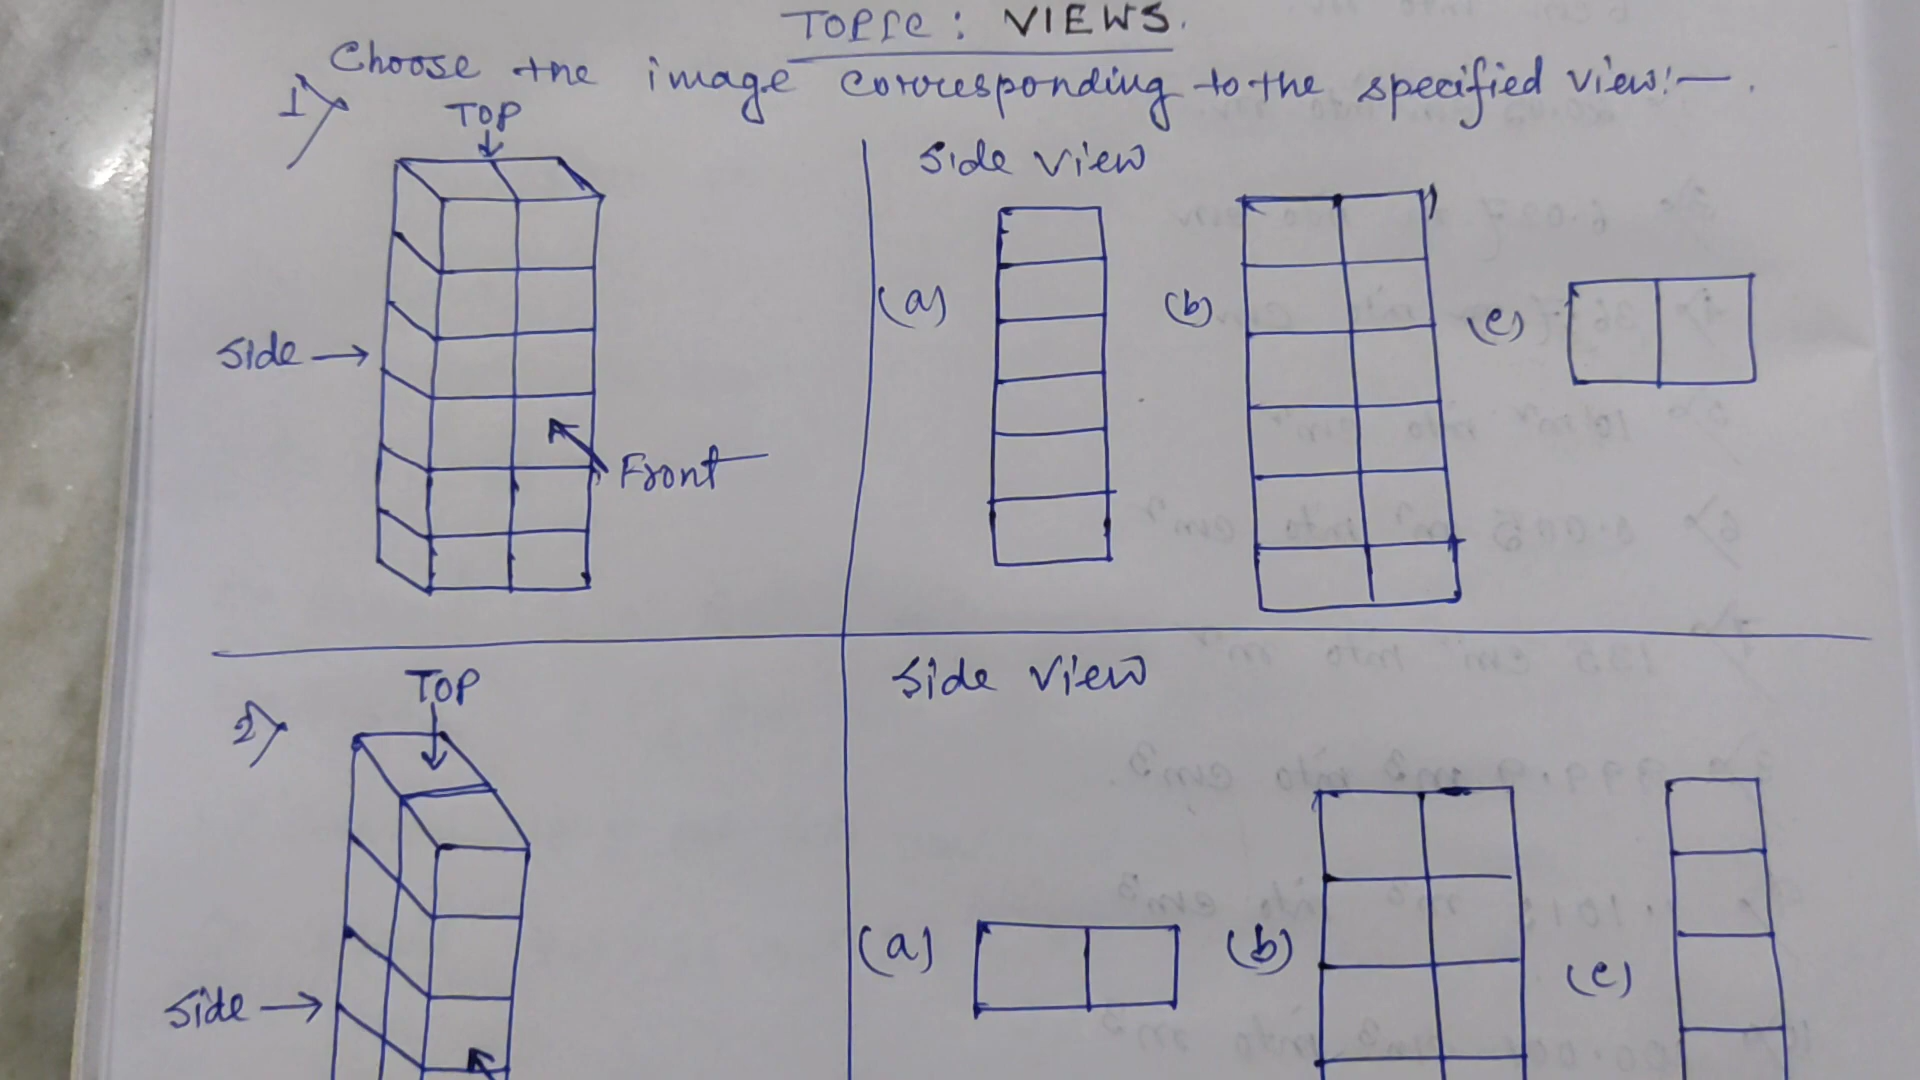 TOPIC: VIEWS.
Choose the image corresponding to the specified view:—.
1)
TOP
Side
Front
Side view
(a)
(b)
(c)
2)
TOP
Side
Side view
(a)
(b)
(c)